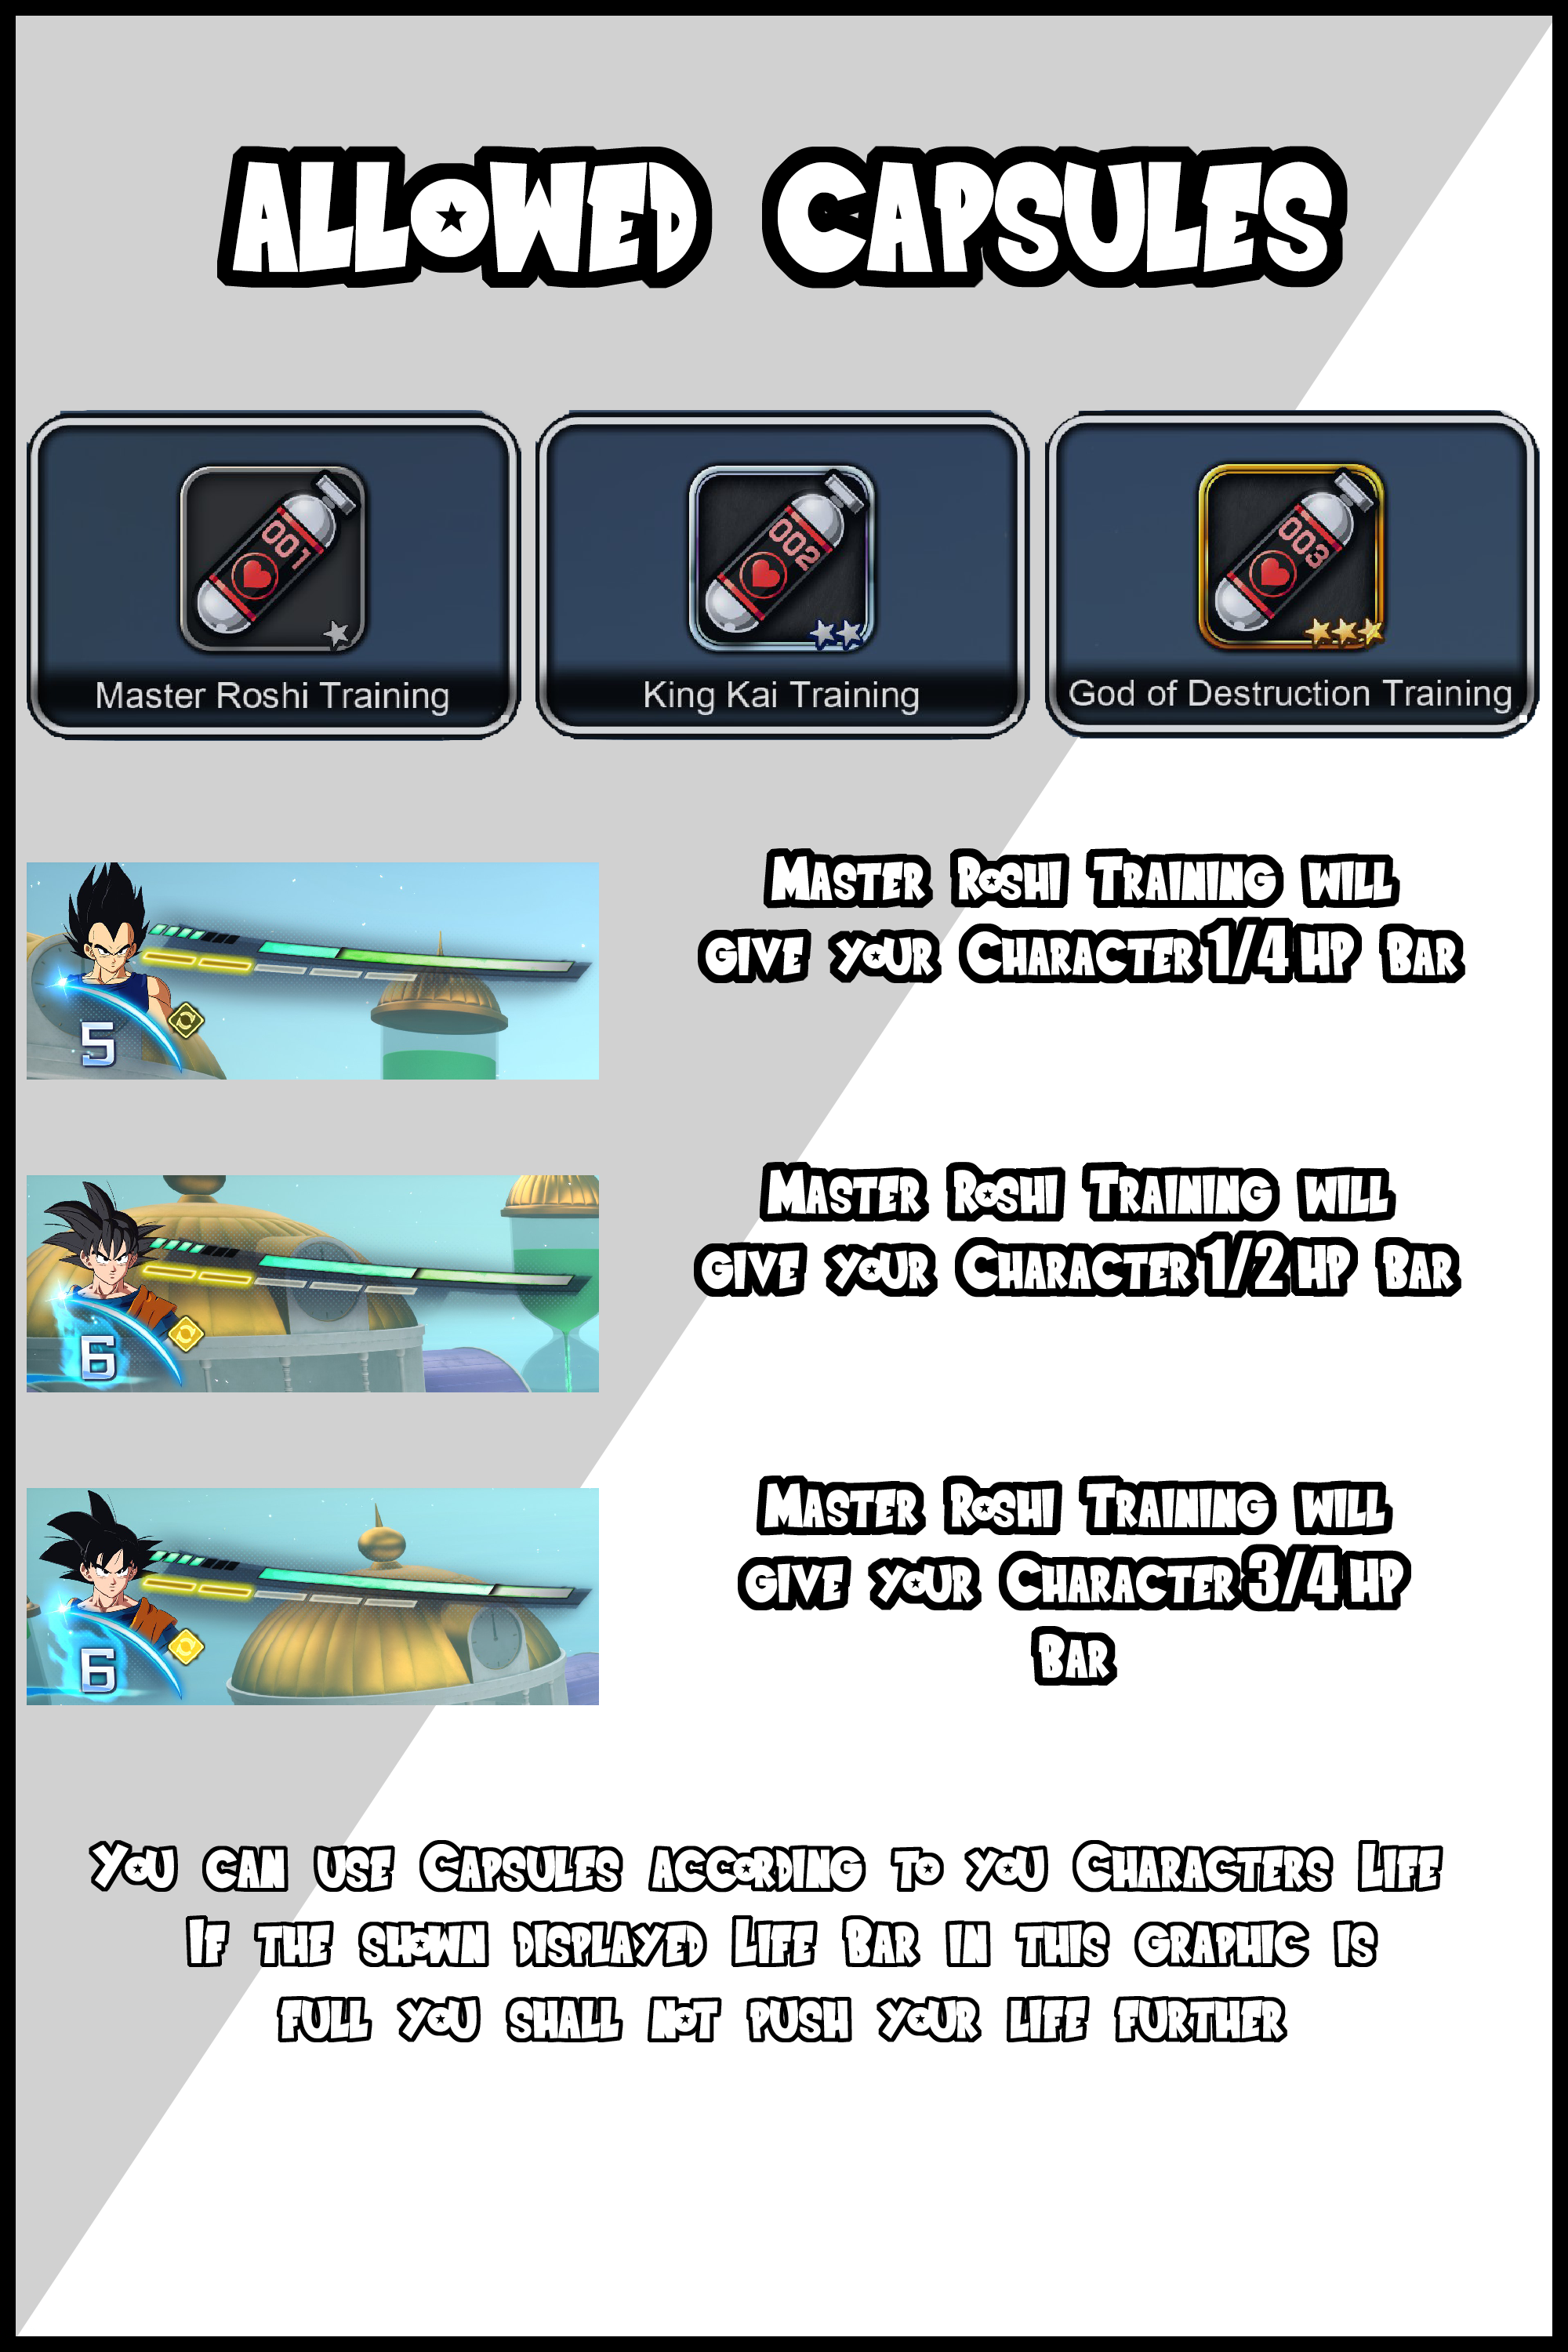 ALLOWED CAPSULES
001
002
003
Master Roshi Training
King Kai Training
God of Destruction Training
Master Roshi Training will
give your Character 1/4 HP Bar
5
Master Roshi Training will
give your Character 1/2 HP Bar
6
Master Roshi Training will
give your Character 3/4 HP
Bar
6
You can use Capsules according to you Characters Life
If the shown displayed Life Bar in this graphic is
full you shall not push your life further